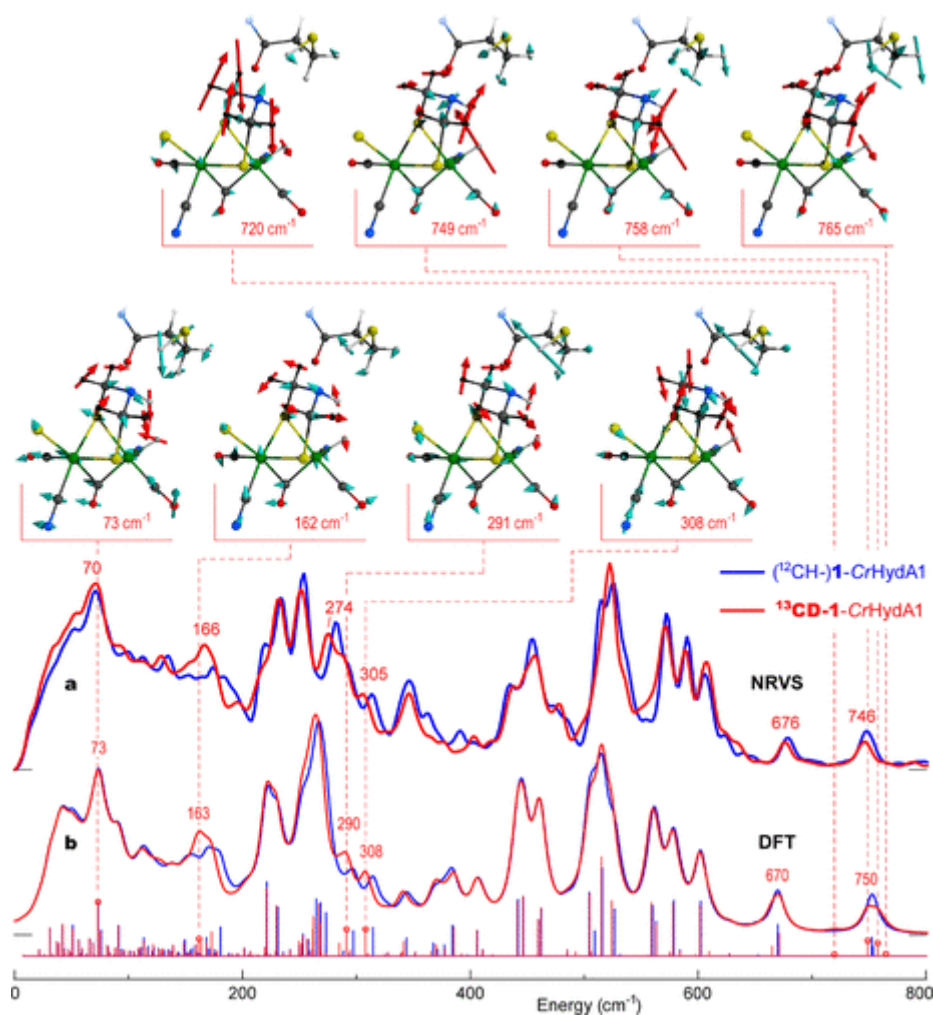 720 cm⁻¹
749 cm⁻¹
758 cm⁻¹
765 cm⁻¹
73 cm⁻¹
162 cm⁻¹
291 cm⁻¹
308 cm⁻¹
(¹²CH-)1-CrHydA1
¹³CD-1-CrHydA1
70
166
274
305
a
NRVS
676
746
73
163
290
308
b
DFT
670
750
0
200
400
600
800
Energy (cm⁻¹)